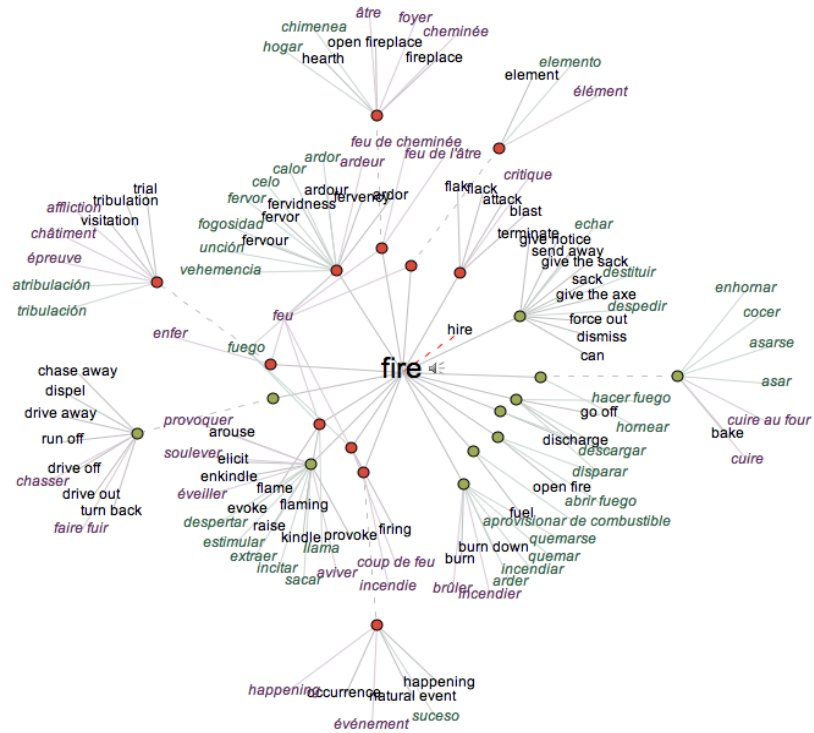 âtre
foyer
chimenea
open fireplace
cheminée
hogar
hearth
fireplace
element
elemento
élément
feu de cheminée
ardor
ardeur
feu de l'âtre
calor
celo
ardour
ardor
fervor
fervidness
fervency
fogosidad
fervor
unción
fervour
vehemencia
flak
flack
critique
attack
blast
terminate
echar
give notice
send away
give the sack
destituir
sack
give the axe
despedir
force out
dismiss
can
trial
affliction
tribulation
visitation
châtiment
épreuve
atribulación
tribulación
enhornar
cocer
asarse
asar
cuire au four
bake
cuire
feu
hire
enfer
fuego
fire
chase away
dispel
drive away
run off
drive off
chasser
drive out
turn back
faire fuir
hacer fuego
go off
hornear
discharge
descargar
disparar
open fire
abrir fuego
provoquer
arouse
soulever
elicit
enkindle
éveiller
flame
evoke
flaming
despertar
raise
kindle
provoke
firing
estimular
llama
extraer
incitar
sacar
aviver
coup de feu
incendie
fuel
aprovisionar de combustible
quemarse
burn down
quemar
burn
incendiar
arder
brûler
incendier
happening
occurrence
happening
natural event
suceso
événement